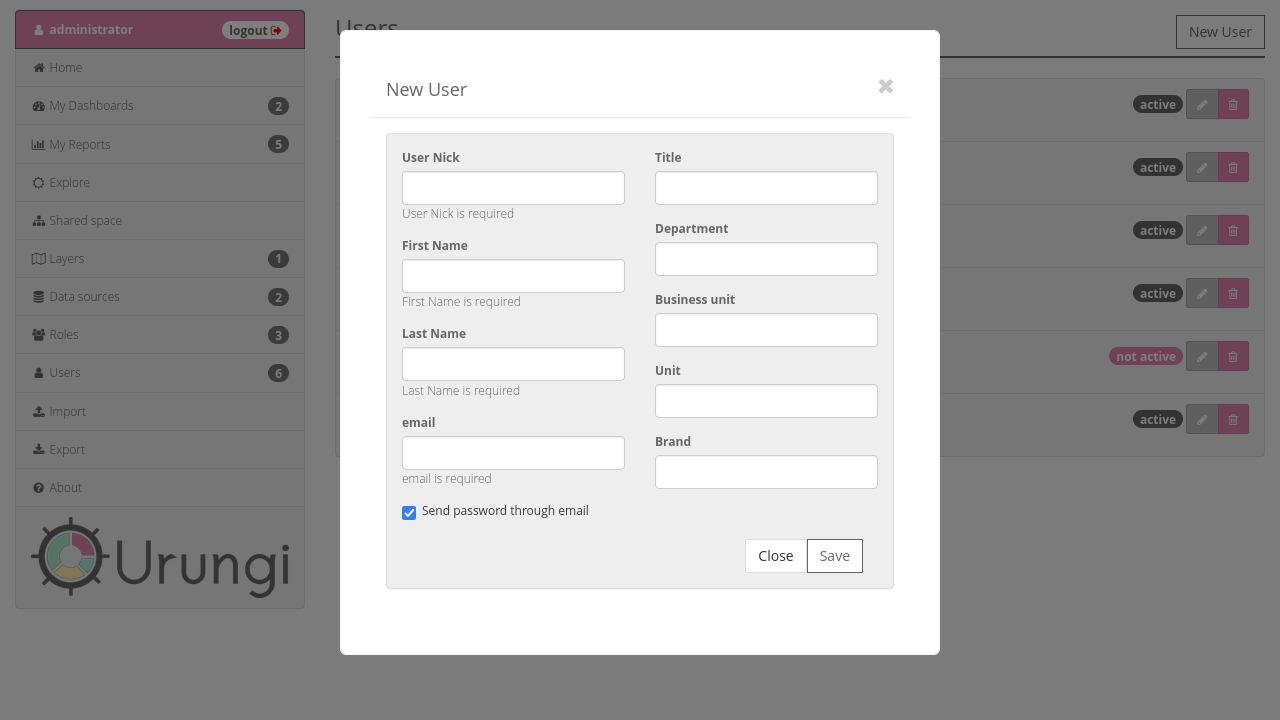 administrator
logout
Home
My Dashboards 2
My Reports 5
Explore
Shared space
Layers 1
Data sources 2
Roles 3
Users 6
Import
Export
About
Urungi
Users
New User
active
active
active
active
not active
active
New User
User Nick
User Nick is required
First Name
First Name is required
Last Name
Last Name is required
email
email is required
Send password through email
Title
Department
Business unit
Unit
Brand
Close
Save